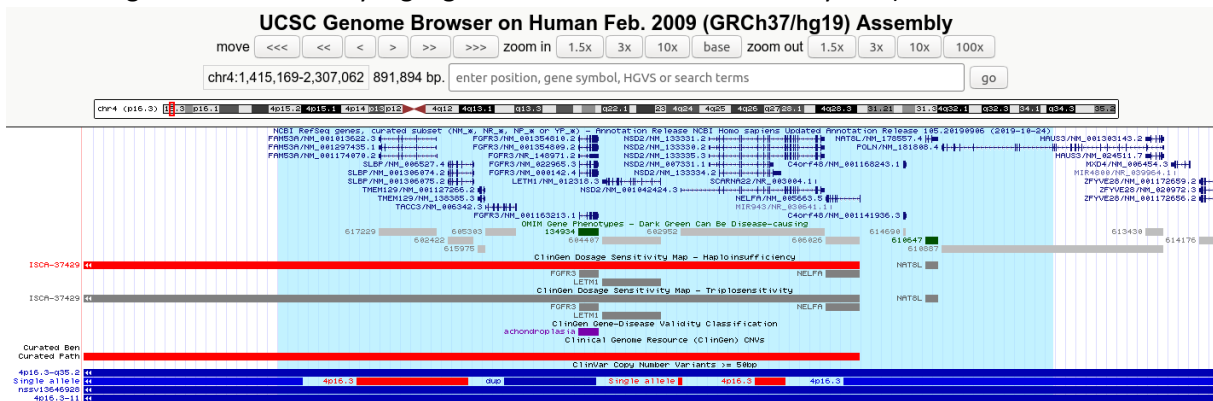 UCSC Genome Browser on Human Feb. 2009 (GRCh37/hg19) Assembly
move <<< << < > >> >>> zoom in 1.5x 3x 10x base zoom out 1.5x 3x 10x 100x
chr4:1,415,169-2,307,062 891,894 bp. enter position, gene symbol, HGVS or search terms go
chr4 (p16.3) p16.1 4p15.2 4p15.1 4p14 p13 p12 4q12 4q13.1 q13.3 q22.1 23 4q24 4q25 4q26 q27 28.1 4q28.3 31.21 31.3 4q32.1 q32.3 34.1 q34.3 35.2
NCBI RefSeq genes, curated subset (NM_*, NR_*, NP_* or YP_*) - Annotation Release NCBI Homo sapiens Updated Annotation Release 105.20190906 (2019-10-24)
FAM53A/NM_001013622.3 FGFR3/NM_001354810.2 NSD2/NM_133331.2 NAT8L/NM_178557.4 HAUS3/NM_001303143.2
FAM53A/NM_001297435.1 FGFR3/NM_001354809.2 NSD2/NM_133330.2 POLN/NM_181808.4
FAM53A/NM_001174070.2 FGFR3/NR_148971.2 NSD2/NM_133335.3 HAUS3/NM_024511.7
SLBP/NM_006527.4 FGFR3/NM_022965.3 NSD2/NM_007331.1 C4orf48/NM_001168243.1 MXD4/NM_006454.3
SLBP/NM_001306074.2 FGFR3/NM_000142.4 NSD2/NM_133334.2 MIR4800/NR_039964.1
SLBP/NM_001306075.2 LETM1/NM_012318.3 SCARNA22/NR_003004.1 ZFYVE28/NM_001172659.2
TMEM129/NM_001127266.2 NSD2/NM_001042424.3 ZFYVE28/NM_020972.3
TMEM129/NM_138385.3 NELFA/NM_005663.5 ZFYVE28/NM_001172656.2
TACC3/NM_006342.3 MIR943/NR_030641.1
FGFR3/NM_001163213.1 C4orf48/NM_001141936.3
OMIM Gene Phenotypes - Dark Green Can Be Disease-causing
617229 605303 134934 602952 614690 613430
602422 604407 606026 610647 614176
615975 610887
ClinGen Dosage Sensitivity Map - Haploinsufficiency
ISCA-37429
FGFR3 NELFA NAT8L
LETM1
ClinGen Dosage Sensitivity Map - Triplosensitivity
ISCA-37429 NAT8L
FGFR3 NELFA
LETM1
ClinGen Gene-Disease Validity Classification
achondroplasia
Clinical Genome Resource (ClinGen) CNVs
Curated Ben
Curated Path
ClinVar Copy Number Variants >= 50bp
4p16.3-q35.2
Single allele 4p16.3 dup Single allele 4p16.3 4p16.3
nssv13646928
4p16.3-11